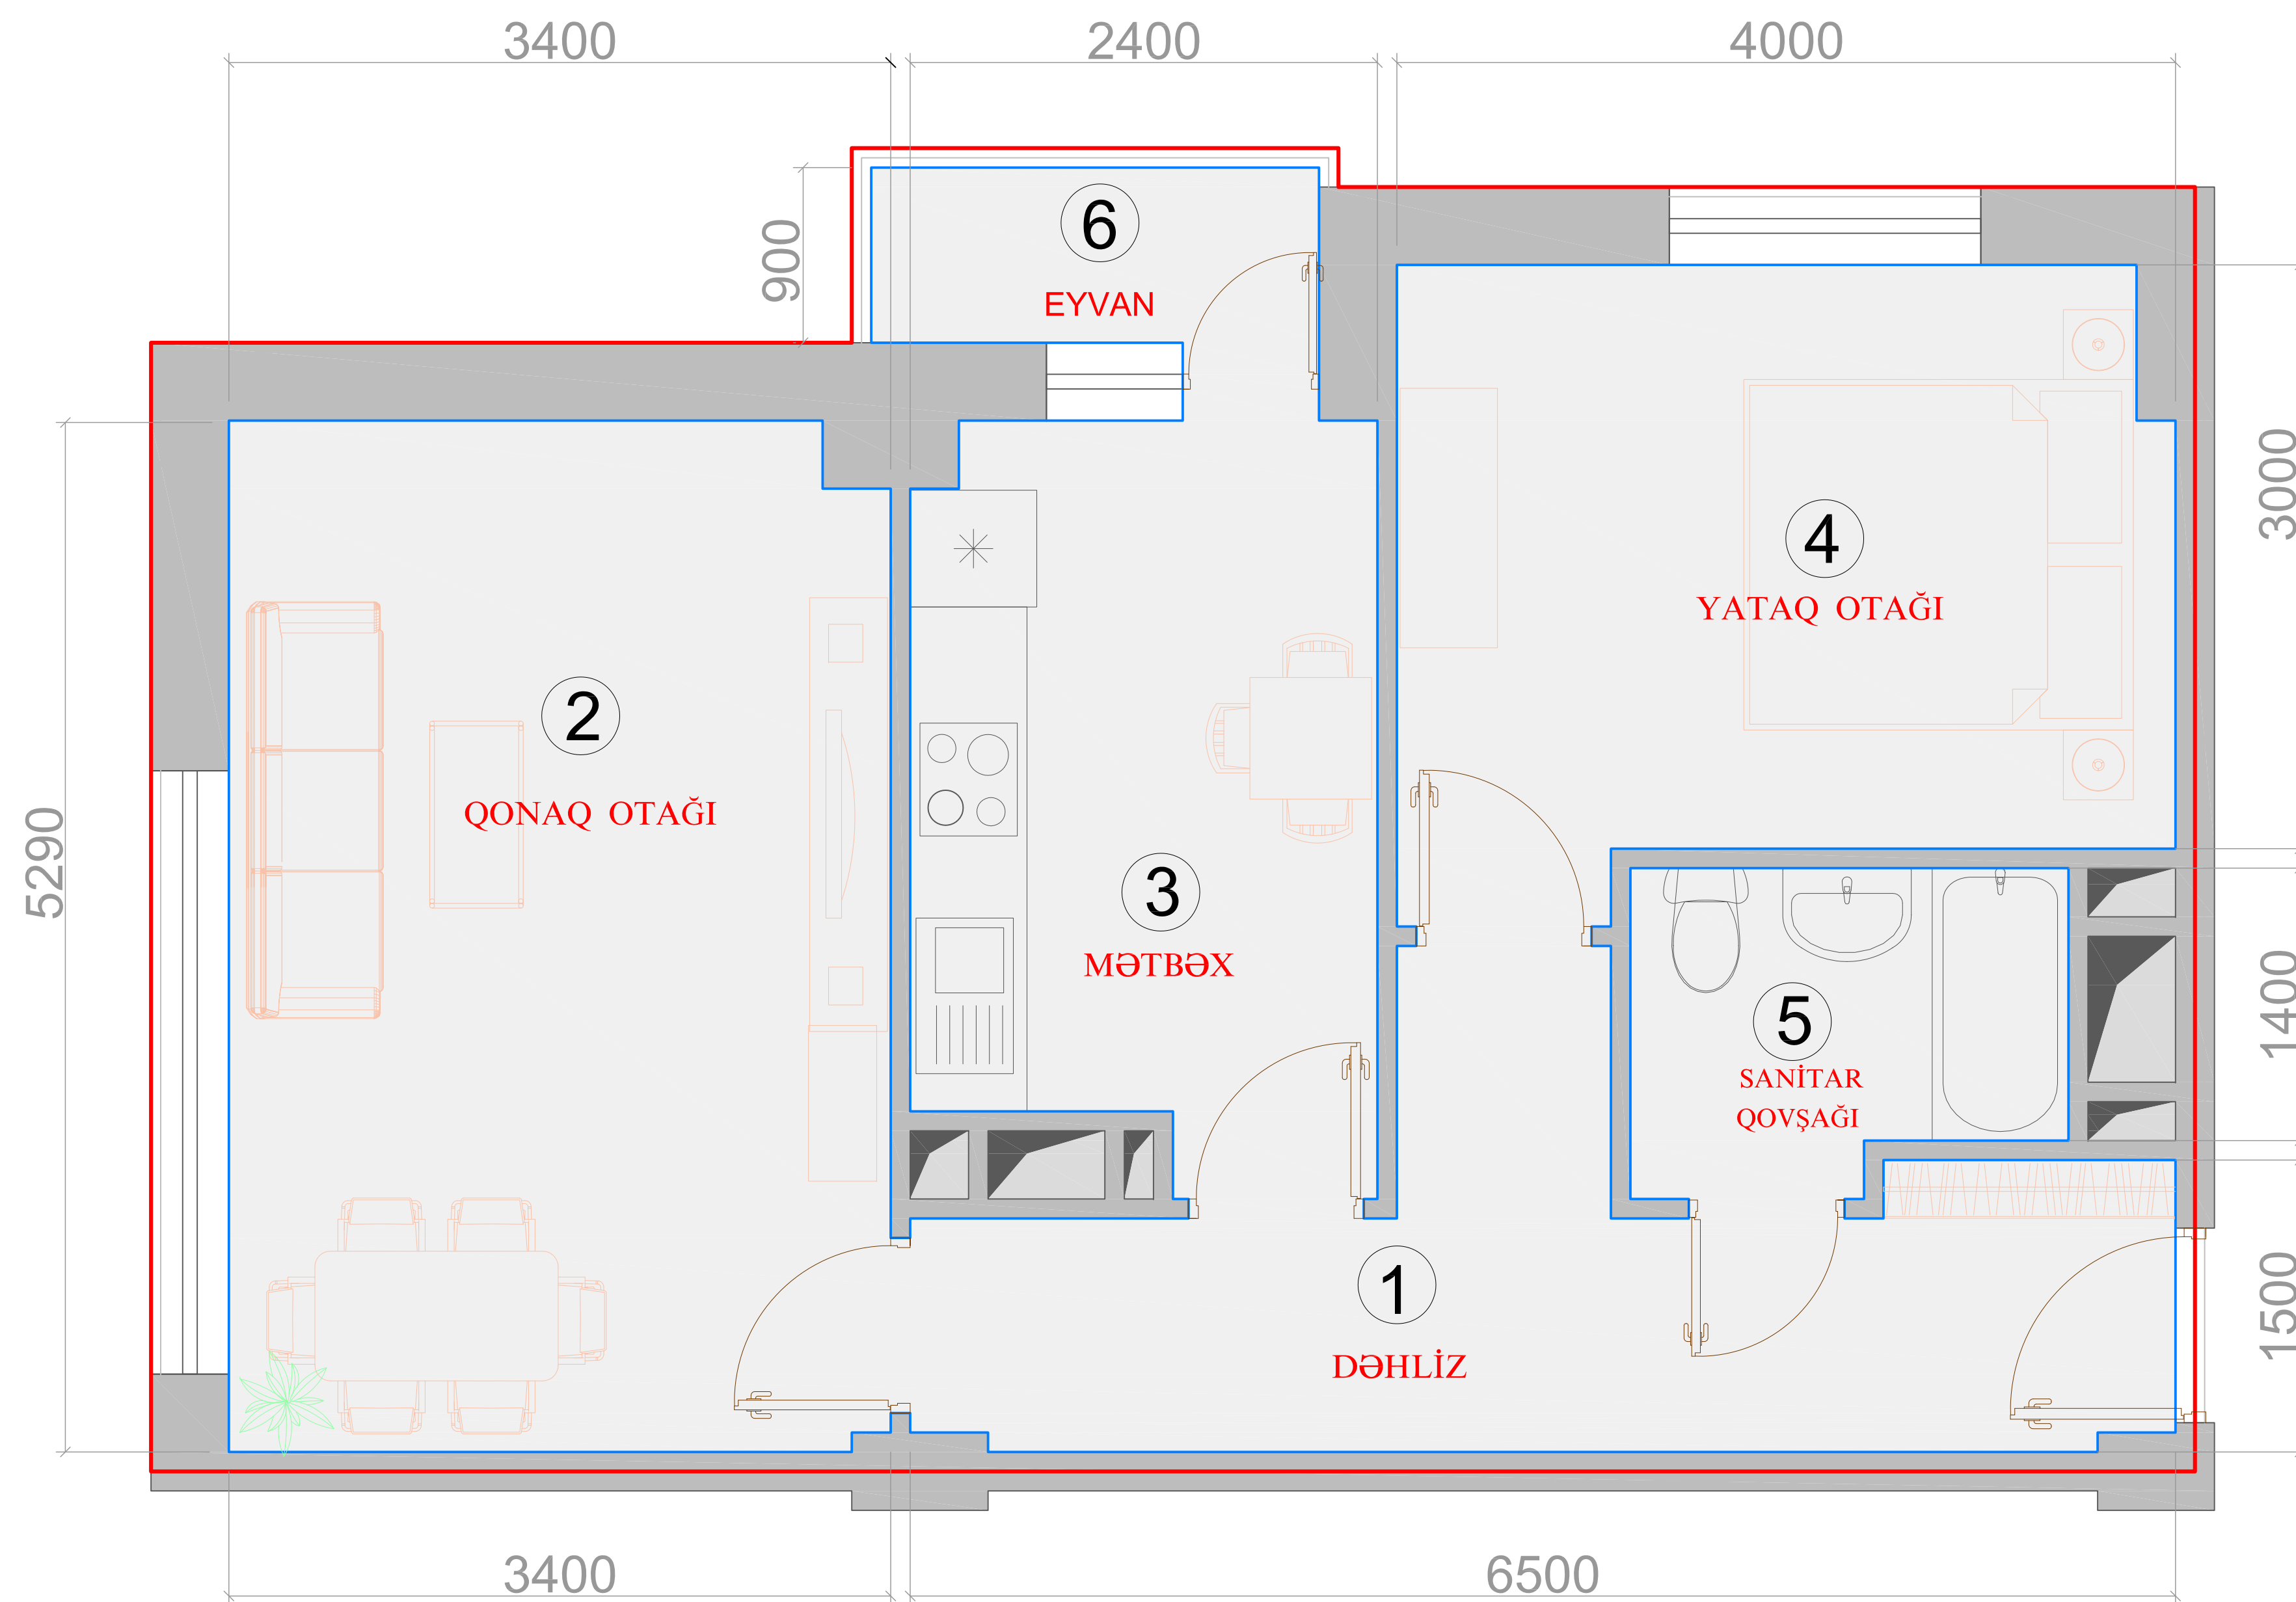 3400
2400
4000
900
6
EYVAN
5290
2
QONAQ OTAĞI
3
MƏTBƏX
4
YATAQ OTAĞI
3000
5
SANİTAR
QOVŞAĞI
1400
1
DƏHLİZ
1500
3400
6500